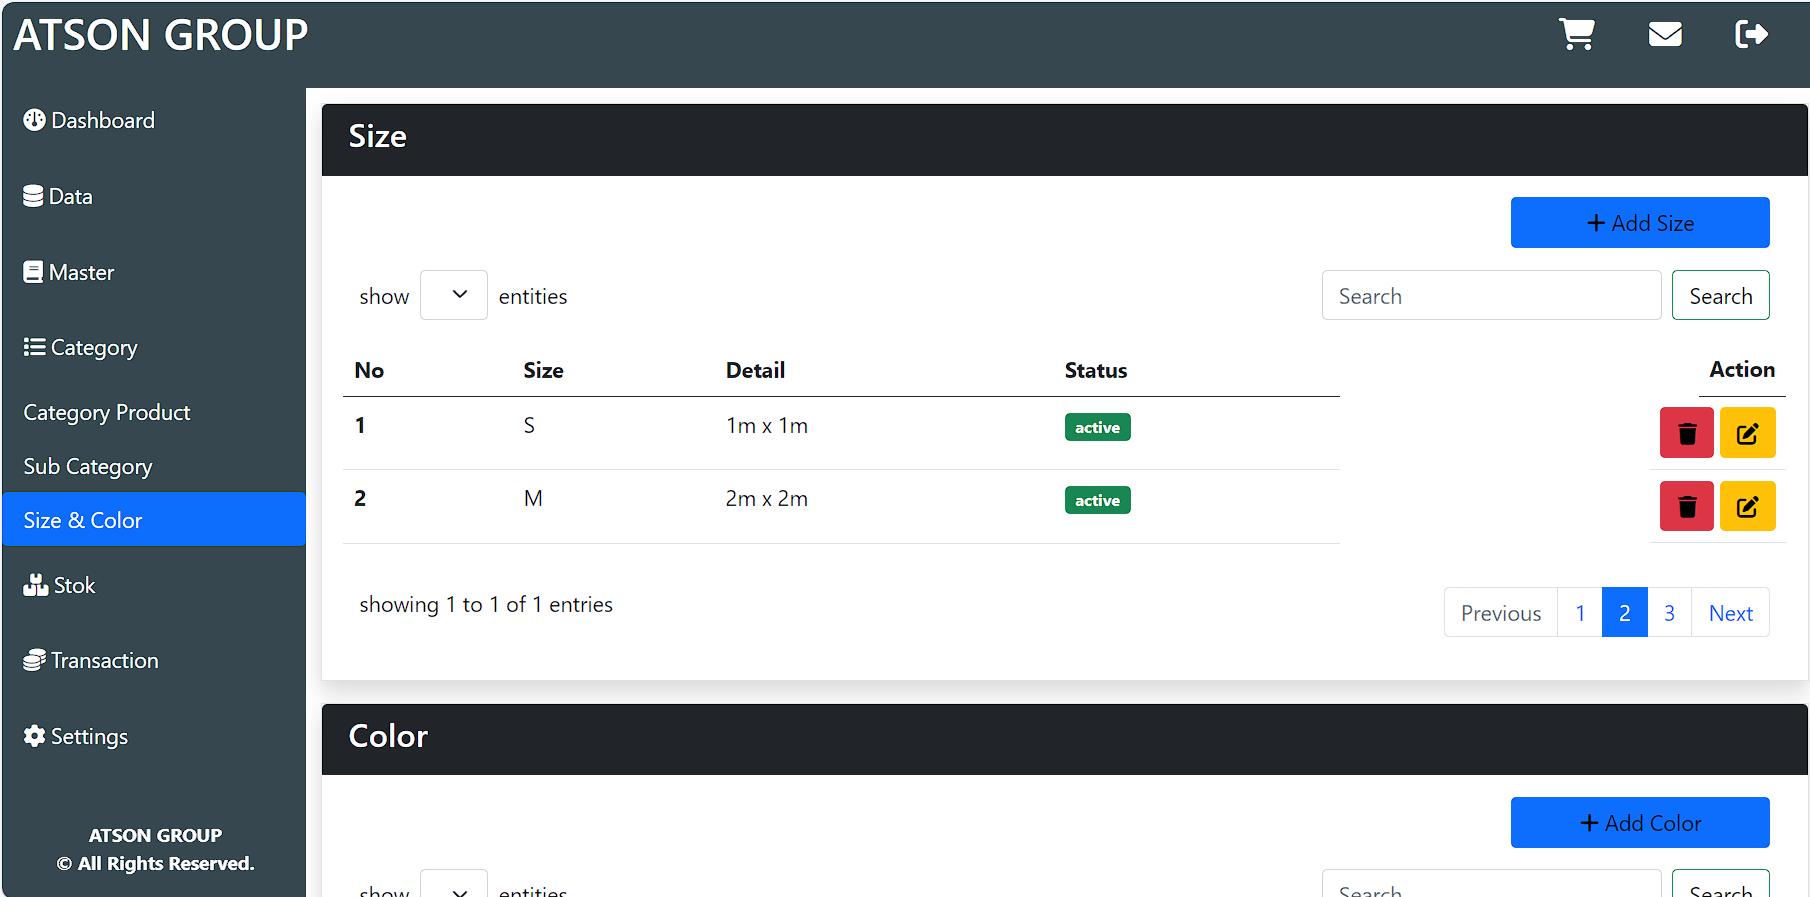 ATSON GROUP
Dashboard
Data
Master
Category
Category Product
Sub Category
Size & Color
Stok
Transaction
Settings
ATSON GROUP
© All Rights Reserved.
Size
+ Add Size
show entities Search Search
No Size Detail Status Action
1 S 1m x 1m active
2 M 2m x 2m active
showing 1 to 1 of 1 entries Previous 1 2 3 Next
Color
+ Add Color
show entities Search Search